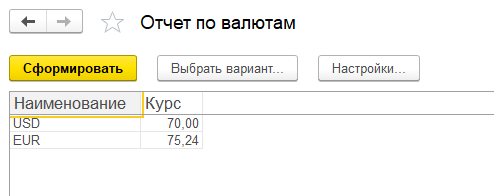 Отчет по валютам
Сформировать Выбрать вариант... Настройки...
Наименование Курс
USD 70,00
EUR 75,24